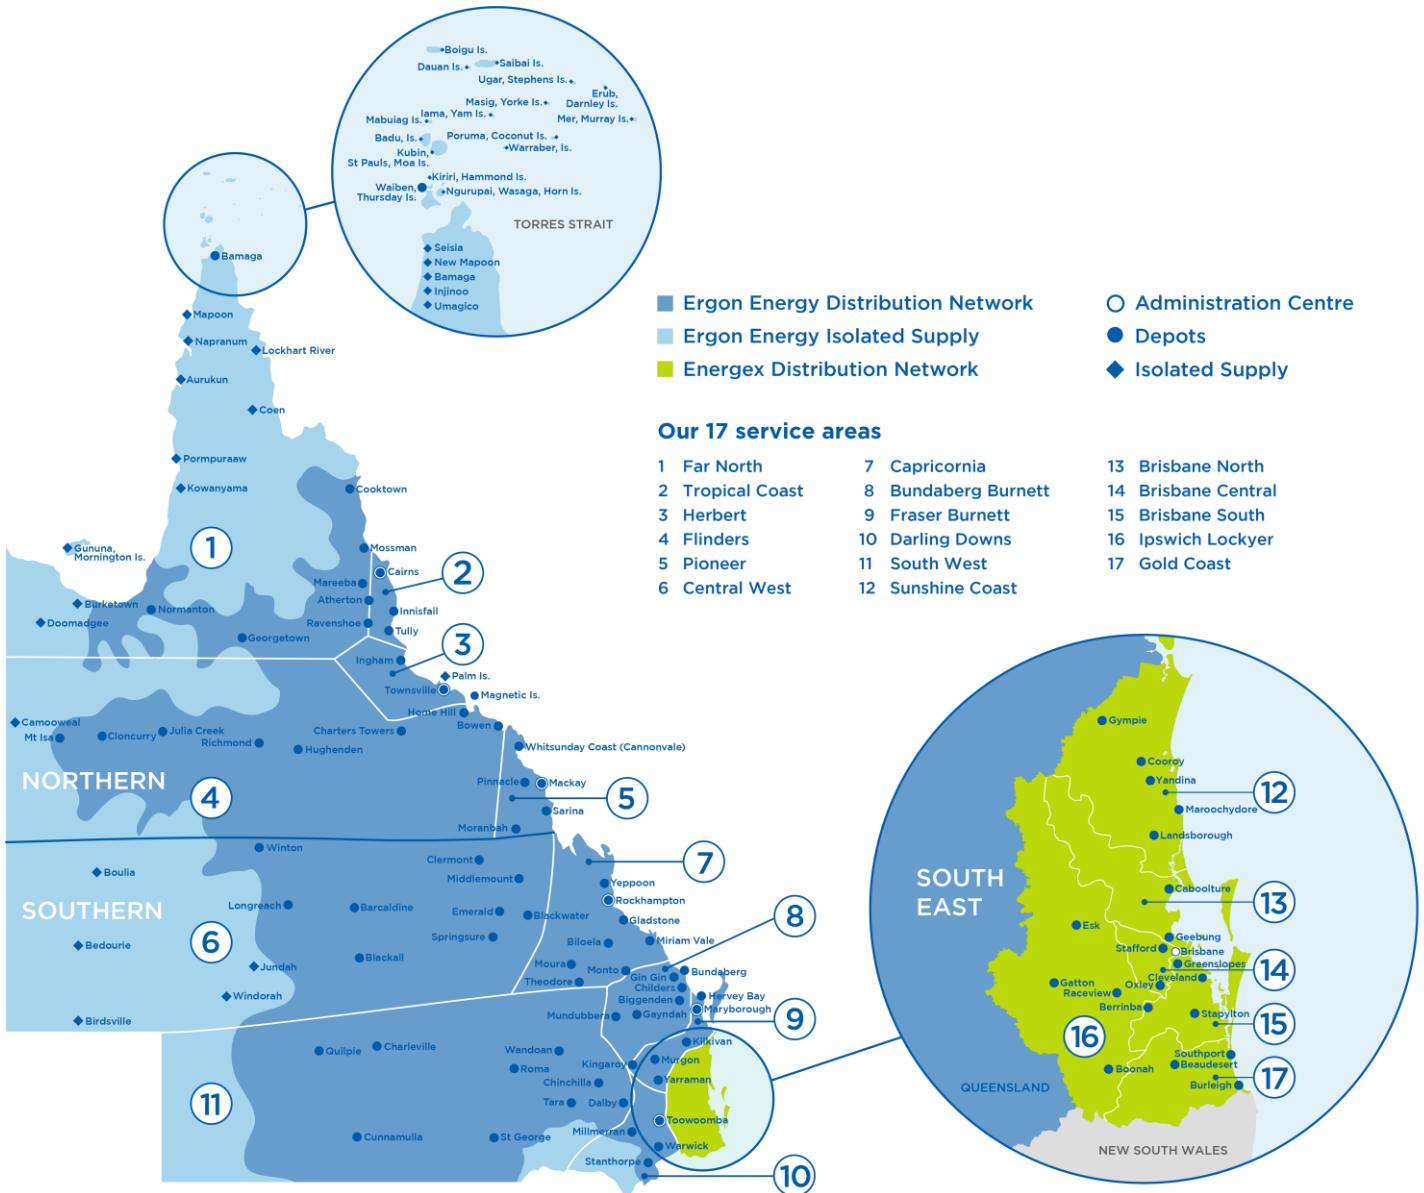 Boigu Is.
Dauan Is.
Saibai Is.
Ugar, Stephens Is.
Erub,
Darnley Is.
Masig, Yorke Is.
Iama, Yam Is.
Mabuiag Is.
Mer, Murray Is.
Badu, Is.
Poruma, Coconut Is.
Warraber, Is.
Kubin,
St Pauls, Moa Is.
Kiriri, Hammond Is.
Waiben,
Thursday Is.
Ngurupai, Wasaga, Horn Is.
TORRES STRAIT
Seisia
New Mapoon
Bamaga
Injinoo
Umagico
Bamaga
Mapoon
Napranum
Lockhart River
Aurukun
Coen
Pormpuraaw
Kowanyama
Cooktown
1
Gununa,
Mornington Is.
Mossman
Cairns
2
Mareeba
Atherton
Burketown
Normanton
Innisfail
Doomadgee
Ravenshoe
Tully
Georgetown
3
Ingham
Palm Is.
Townsville
Magnetic Is.
Home Hill
Bowen
Camooweal
Mt Isa
Cloncurry
Julia Creek
Richmond
Charters Towers
Hughenden
Whitsunday Coast (Cannonvale)
NORTHERN
4
Pinnacle
Mackay
5
Sarina
Moranbah
Winton
Clermont
7
Boulia
Middlemount
Yeppoon
Rockhampton
SOUTHERN
Longreach
Barcaldine
Emerald
Blackwater
Gladstone
8
6
Springsure
Biloela
Miriam Vale
Bedourie
Blackall
Jundah
Moura
Monto
Bundaberg
Gin Gin
Theodore
Childers
Windorah
Biggenden
Hervey Bay
Maryborough
Birdsville
Mundubbera
Gayndah
9
Kilkivan
Quilpie
Charleville
Wandoan
Murgon
Roma
Kingaroy
Chinchilla
Yarraman
11
Tara
Dalby
Toowoomba
Cunnamulla
St George
Millmerran
Warwick
Stanthorpe
10
Ergon Energy Distribution Network
Ergon Energy Isolated Supply
Energex Distribution Network
Administration Centre
Depots
Isolated Supply
Our 17 service areas
1 Far North
2 Tropical Coast
3 Herbert
4 Flinders
5 Pioneer
6 Central West
7 Capricornia
8 Bundaberg Burnett
9 Fraser Burnett
10 Darling Downs
11 South West
12 Sunshine Coast
13 Brisbane North
14 Brisbane Central
15 Brisbane South
16 Ipswich Lockyer
17 Gold Coast
Gympie
Cooroy
Yandina
12
Maroochydore
Landsborough
SOUTH
EAST
Caboolture
13
Esk
Geebung
Stafford
Brisbane
Greenslopes
14
Cleveland
Gatton
Oxley
Raceview
Berrinba
Stapylton
15
16
Southport
Beaudesert
Boonah
17
Burleigh
QUEENSLAND
NEW SOUTH WALES